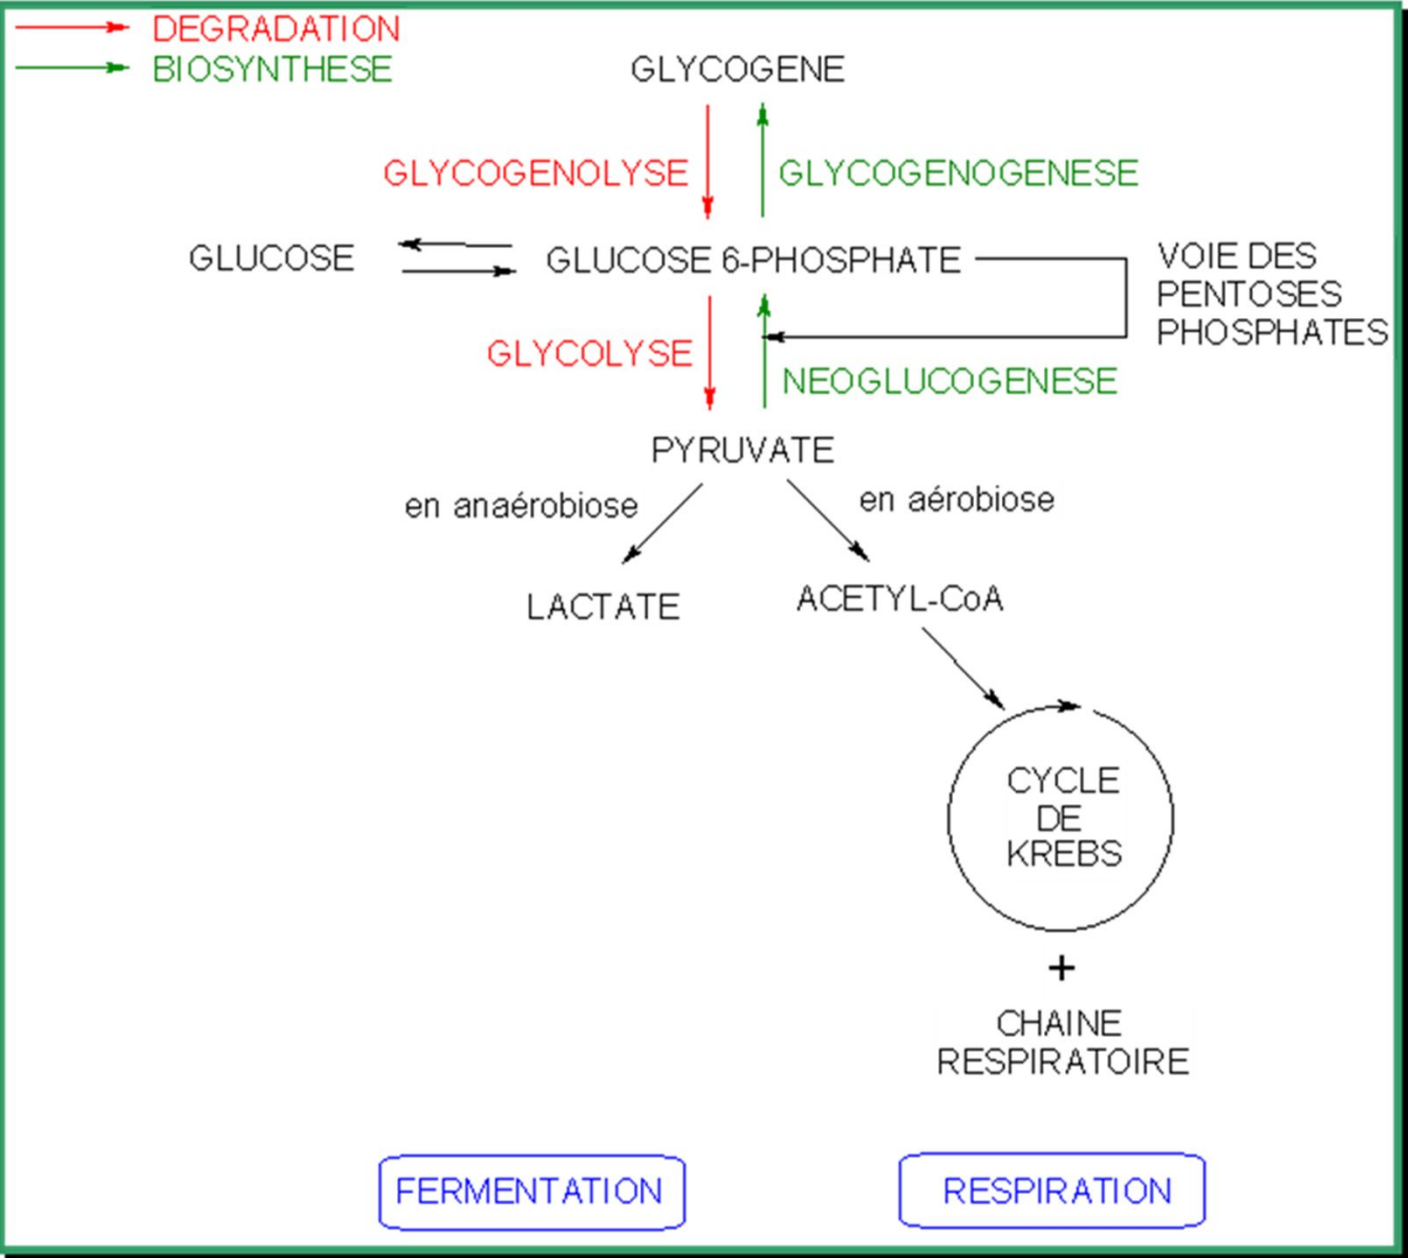 DEGRADATION
BIOSYNTHESE
GLYCOGENE
GLYCOGENOLYSE
GLYCOGENOGENESE
GLUCOSE
GLUCOSE 6-PHOSPHATE
VOIE DES
PENTOSES
PHOSPHATES
GLYCOLYSE
NEOGLUCOGENESE
PYRUVATE
en anaérobiose
en aérobiose
LACTATE
ACETYL-CoA
CYCLE
DE
KREBS
+
CHAINE
RESPIRATOIRE
FERMENTATION
RESPIRATION